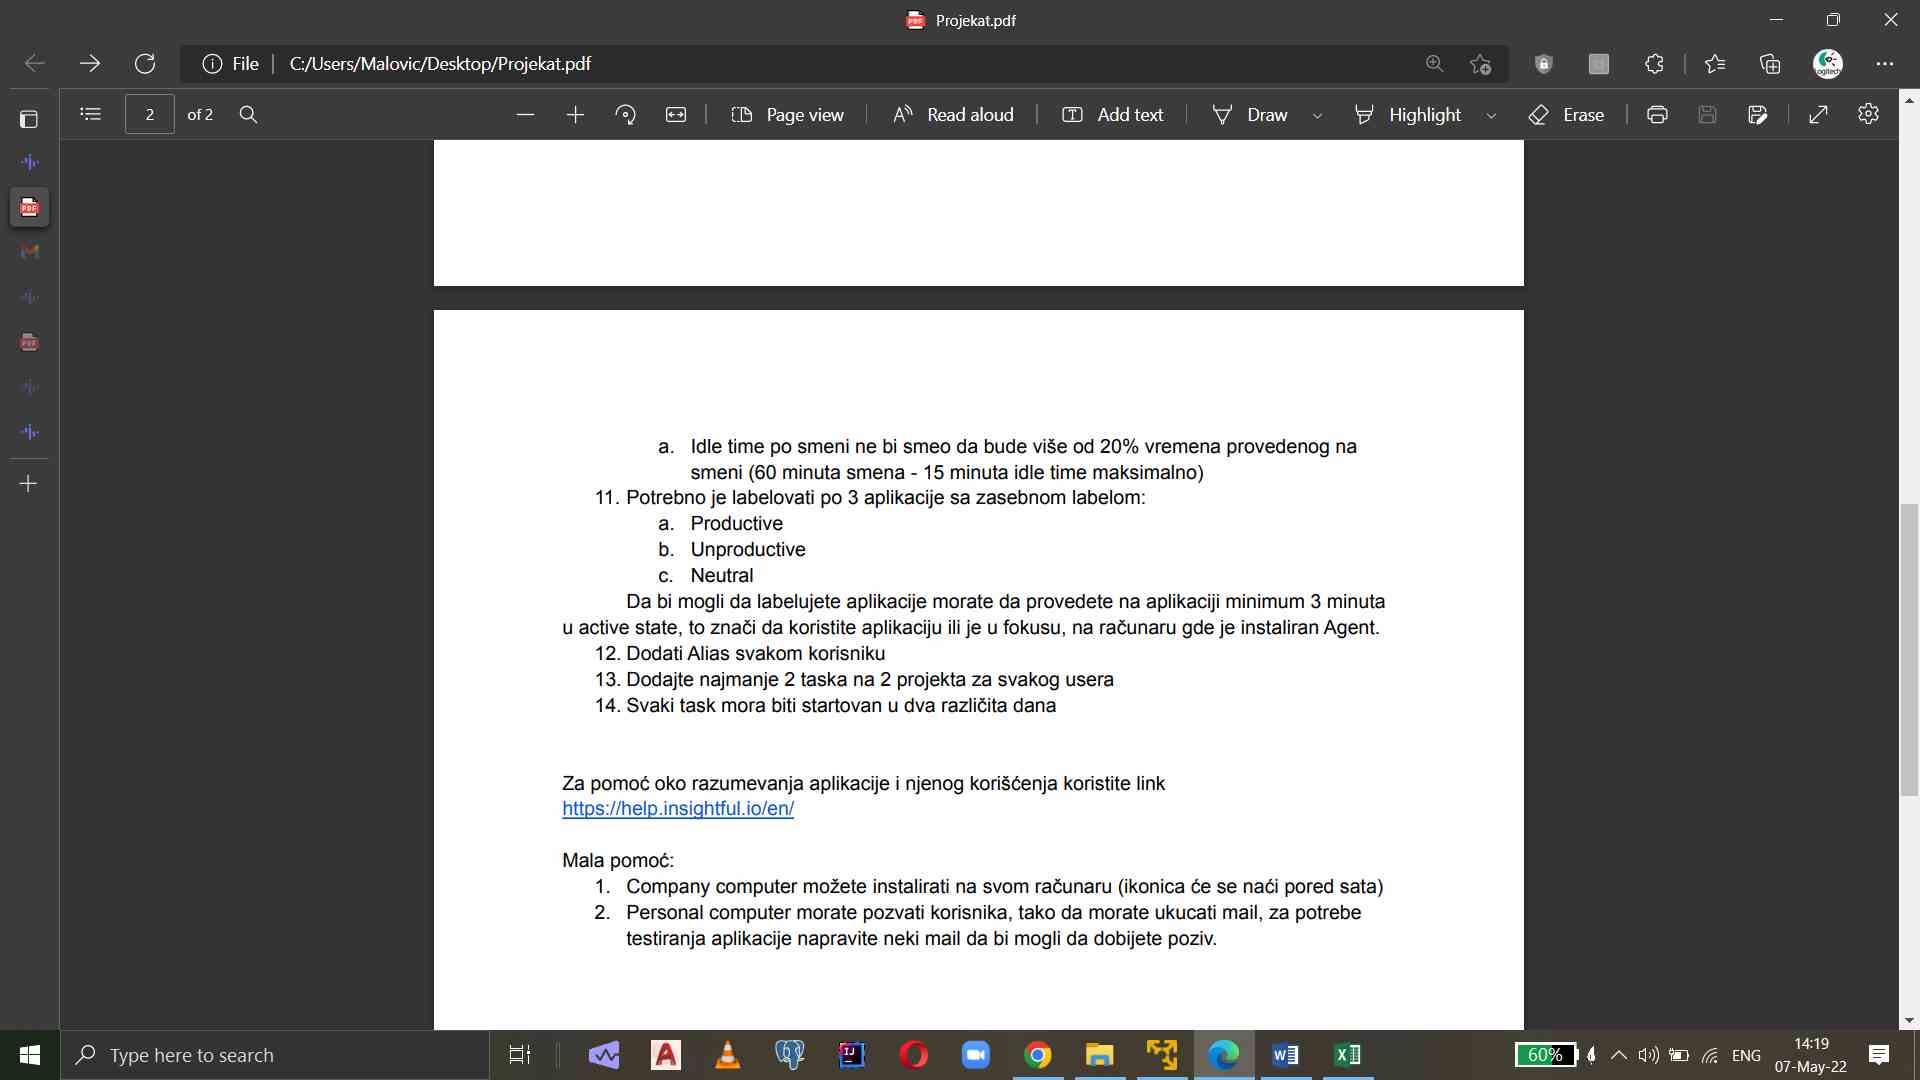 Projekat.pdf
File
C:/Users/Malovic/Desktop/Projekat.pdf
2 of 2
Page view
Read aloud
Add text
Draw
Highlight
Erase
a. Idle time po smeni ne bi smeo da bude više od 20% vremena provedenog na
smeni (60 minuta smena - 15 minuta idle time maksimalno)
11. Potrebno je labelovati po 3 aplikacije sa zasebnom labelom:
a. Productive
b. Unproductive
c. Neutral
Da bi mogli da labelujete aplikacije morate da provedete na aplikaciji minimum 3 minuta
u active state, to znači da koristite aplikaciju ili je u fokusu, na računaru gde je instaliran Agent.
12. Dodati Alias svakom korisniku
13. Dodajte najmanje 2 taska na 2 projekta za svakog usera
14. Svaki task mora biti startovan u dva različita dana
Za pomoć oko razumevanja aplikacije i njenog korišćenja koristite link
https://help.insightful.io/en/
Mala pomoć:
1. Company computer možete instalirati na svom računaru (ikonica će se naći pored sata)
2. Personal computer morate pozvati korisnika, tako da morate ukucati mail, za potrebe
testiranja aplikacije napravite neki mail da bi mogli da dobijete poziv.
Type here to search
60%
ENG
14:19
07-May-22